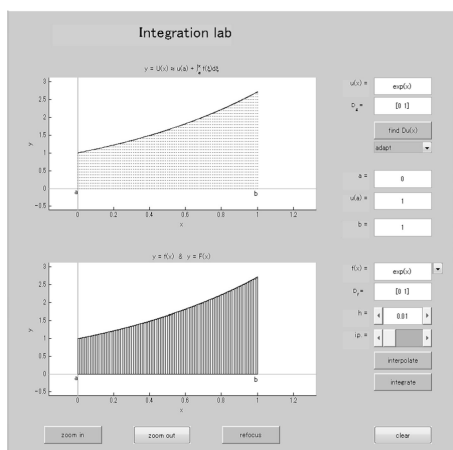 Integration lab
y = U(x) ≈ u(a) + ∫ₐˣ f(ξ)dξ
u(x) =
exp(x)
3
Dᵤ=
[0 1]
2.5
2
find Du(x)
y
1.5
adapt
1
0.5
a =
0
0
a
b
u(a) =
1
-0.5
0
0.2
0.4
0.6
0.8
1
1.2
x
b =
1
y = f(x) & y = F(x)
f(x) =
exp(x)
3
2.5
[0 1]
2
h =
0.01
y
1.5
ip.=
1
interpolate
0.5
0
a
b
integrate
-0.5
0
0.2
0.4
0.6
0.8
1
1.2
x
zoom in
zoom out
refocus
clear